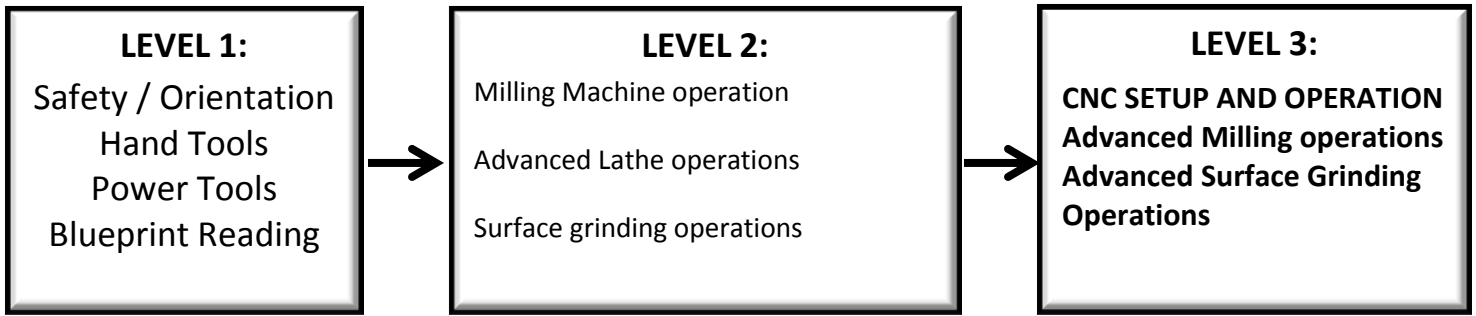 LEVEL 1:
Safety / Orientation
Hand Tools
Power Tools
Blueprint Reading
LEVEL 2:
Milling Machine operation
Advanced Lathe operations
Surface grinding operations
LEVEL 3:
CNC SETUP AND OPERATION
Advanced Milling operations
Advanced Surface Grinding
Operations